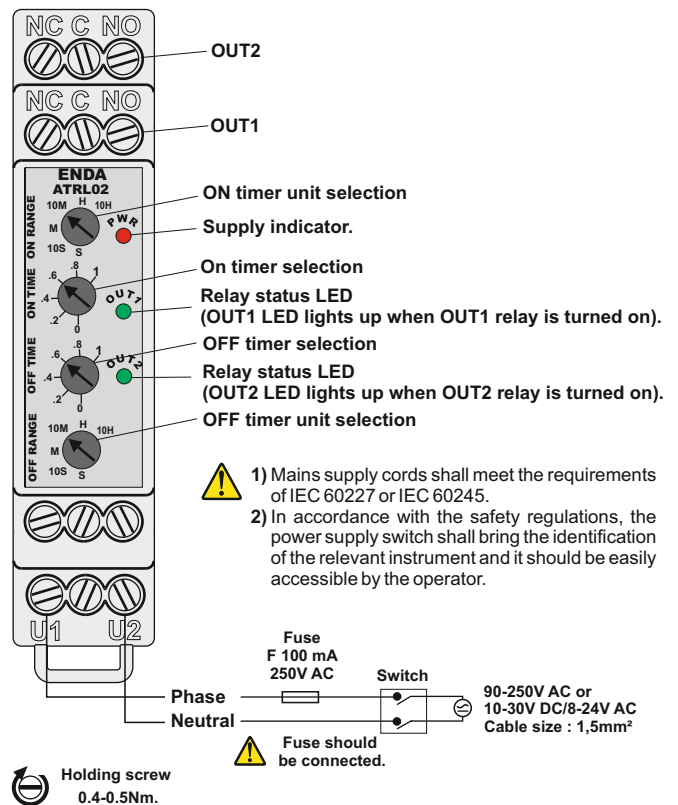 NC C NO
OUT2
NC C NO
OUT1
ENDA
ATRL02
ON RANGE
10M H 10H
M
10S S
PWR
ON timer unit selection
Supply indicator.
ON TIME
.8 1
.6
.4
.2 0
OUT1
On timer selection
Relay status LED
(OUT1 LED lights up when OUT1 relay is turned on).
OFF TIME
.8 1
.6
.4
.2 0
OUT2
OFF timer selection
Relay status LED
(OUT2 LED lights up when OUT2 relay is turned on).
OFF RANGE
10M H 10H
M
10S S
OFF timer unit selection
1) Mains supply cords shall meet the requirements
of IEC 60227 or IEC 60245.
2) In accordance with the safety regulations, the
power supply switch shall bring the identification
of the relevant instrument and it should be easily
accessible by the operator.
U1 U2
Fuse
F 100 mA
250V AC
Switch
Phase
Neutral
90-250V AC or
10-30V DC/8-24V AC
Cable size : 1,5mm²
Fuse should
be connected.
Holding screw
0.4-0.5Nm.